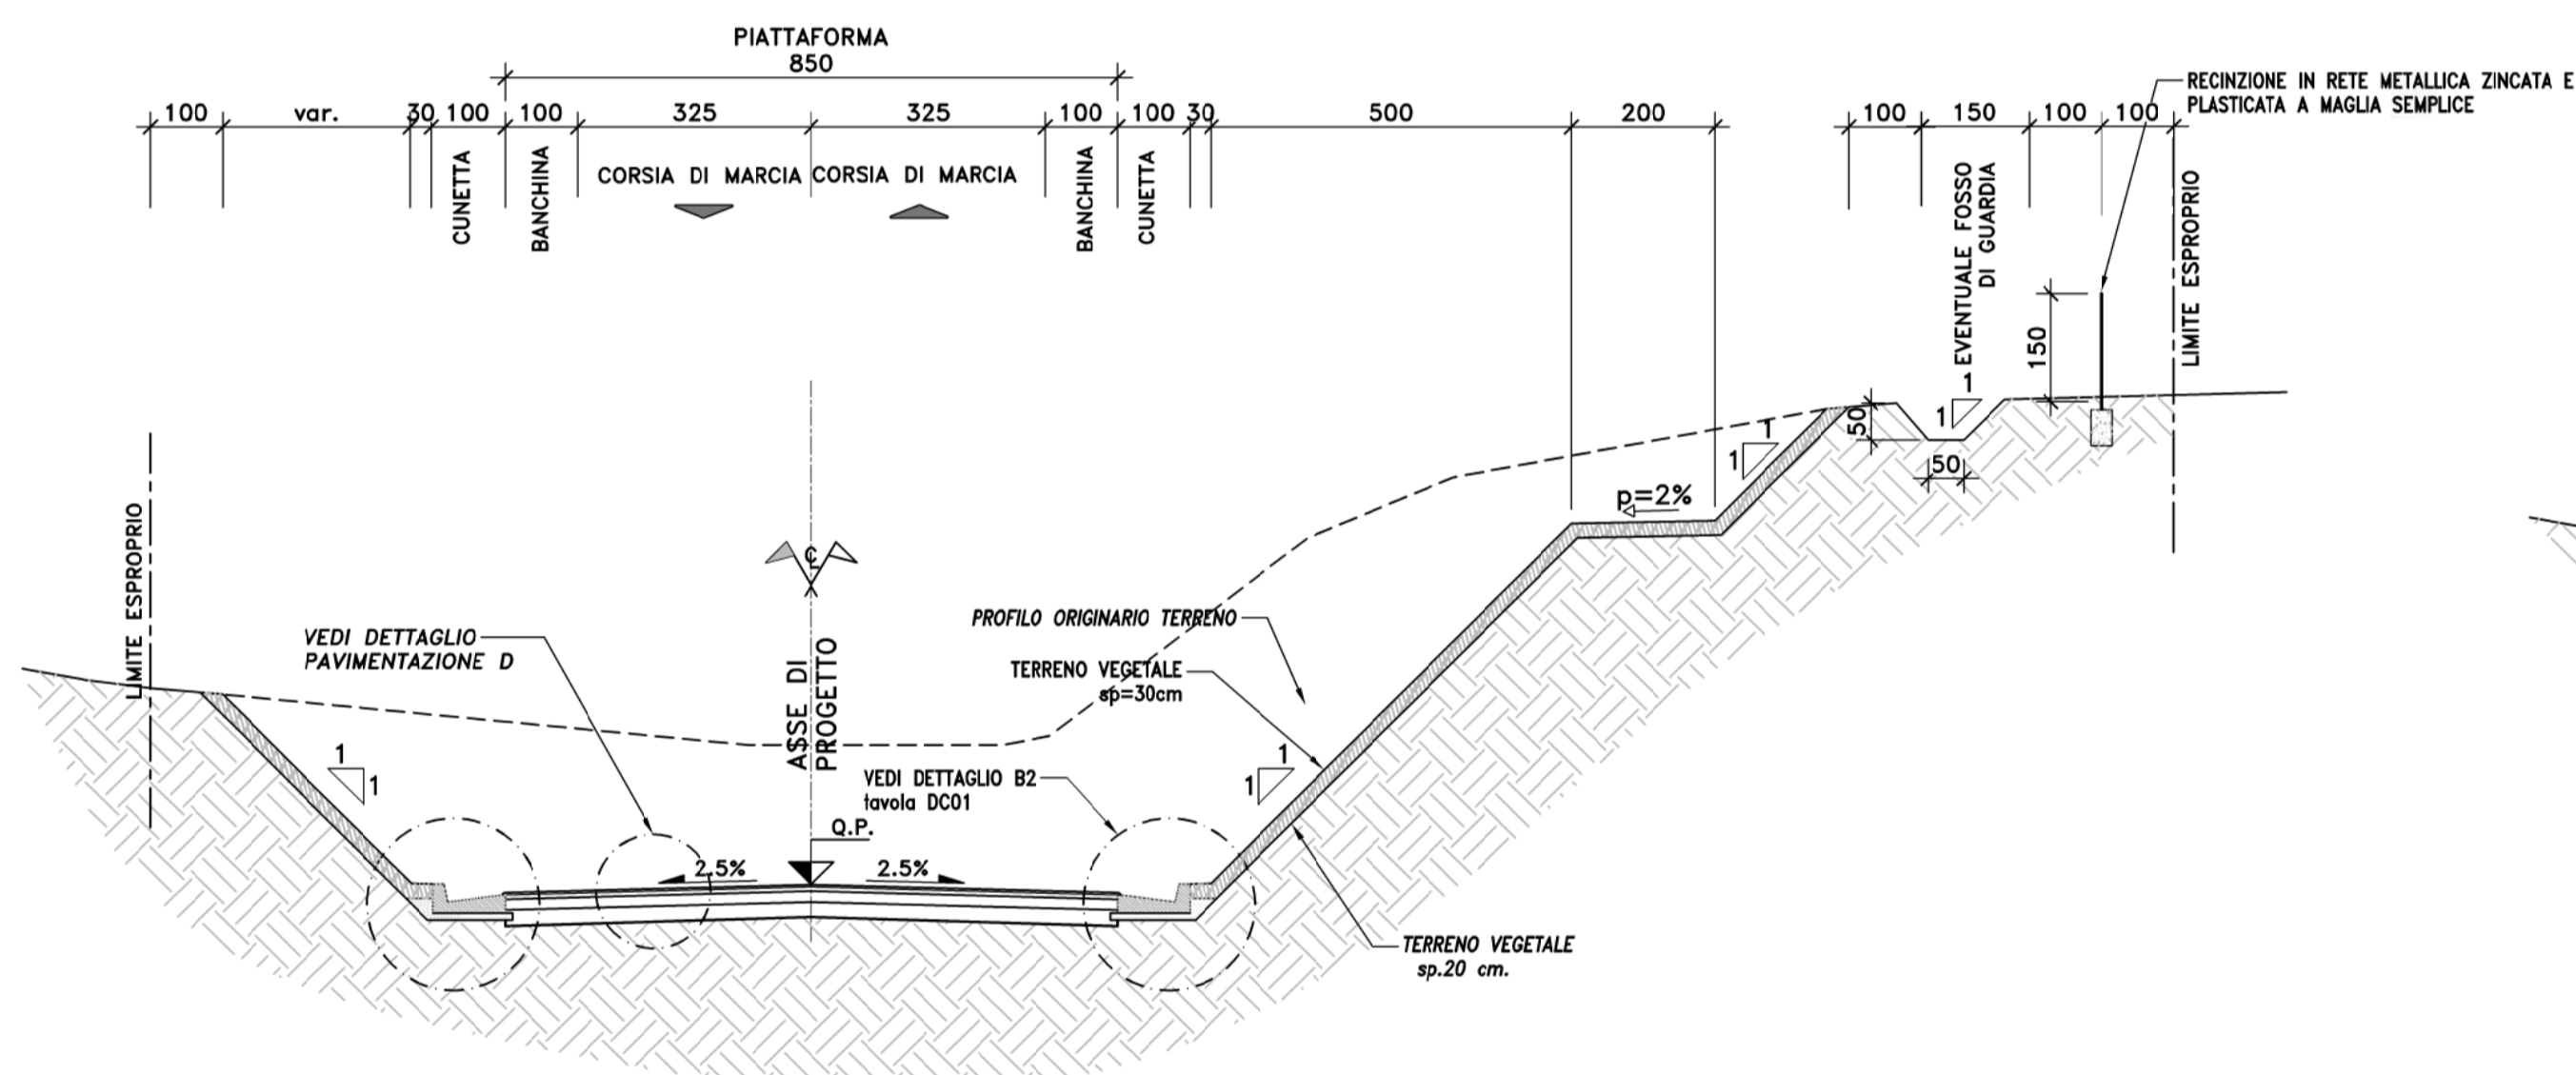 PIATTAFORMA
850
RECINZIONE IN RETE METALLICA ZINCATA E
PLASTICATA A MAGLIA SEMPLICE
100 var. 30 100 100 325 325 100 100 30 500 200 100 150 100 100
CUNETTA
BANCHINA
CORSIA DI MARCIA
CORSIA DI MARCIA
BANCHINA
CUNETTA
EVENTUALE FOSSO
DI GUARDIA
LIMITE ESPROPRIO
150
1
1
50
50
1
1
p=2%
LIMITE ESPROPRIO
VEDI DETTAGLIO
PAVIMENTAZIONE D
ASSE DI
PROGETTO
PROFILO ORIGINARIO TERRENO
TERRENO VEGETALE
sp=30cm
1
1
1
1
VEDI DETTAGLIO B2
tavola DC01
Q.P.
2.5%
2.5%
TERRENO VEGETALE
sp.20 cm.